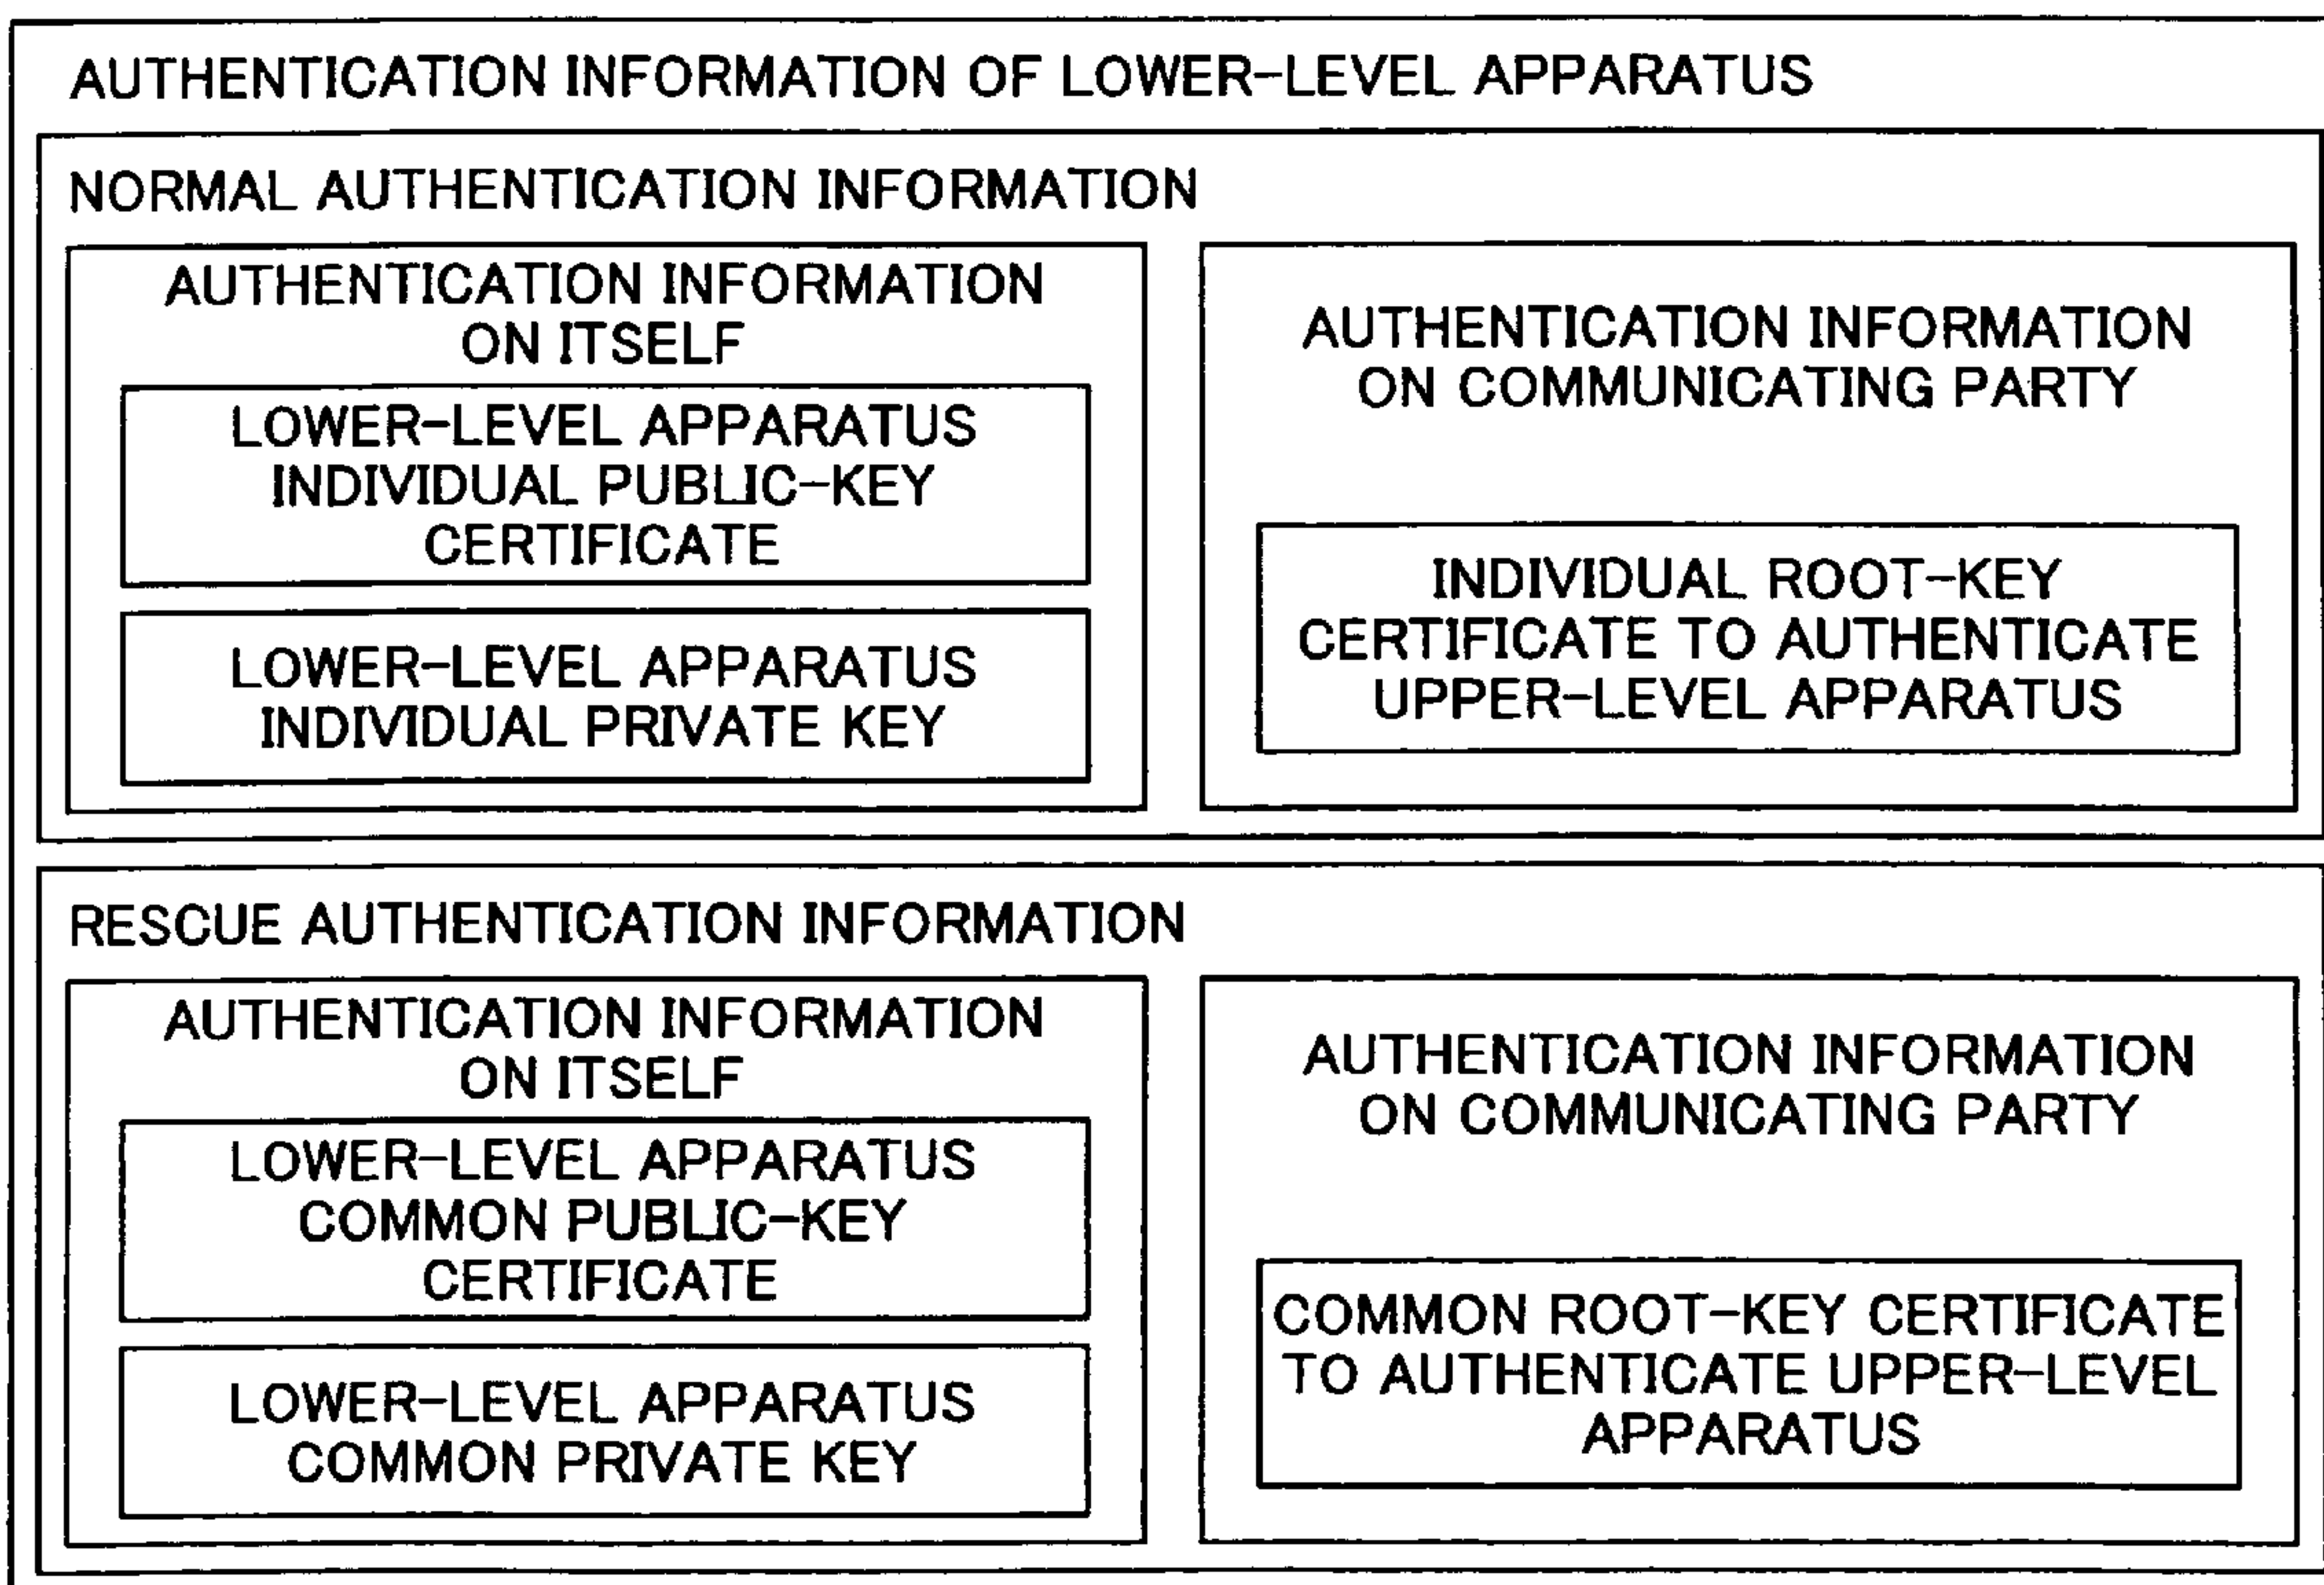 AUTHENTICATION INFORMATION OF LOWER-LEVEL APPARATUS
NORMAL AUTHENTICATION INFORMATION
AUTHENTICATION INFORMATION
ON ITSELF
LOWER-LEVEL APPARATUS
INDIVIDUAL PUBLIC-KEY
CERTIFICATE
LOWER-LEVEL APPARATUS
INDIVIDUAL PRIVATE KEY
AUTHENTICATION INFORMATION
ON COMMUNICATING PARTY
INDIVIDUAL ROOT-KEY
CERTIFICATE TO AUTHENTICATE
UPPER-LEVEL APPARATUS
RESCUE AUTHENTICATION INFORMATION
AUTHENTICATION INFORMATION
ON ITSELF
LOWER-LEVEL APPARATUS
COMMON PUBLIC-KEY
CERTIFICATE
LOWER-LEVEL APPARATUS
COMMON PRIVATE KEY
AUTHENTICATION INFORMATION
ON COMMUNICATING PARTY
COMMON ROOT-KEY CERTIFICATE
TO AUTHENTICATE UPPER-LEVEL
APPARATUS